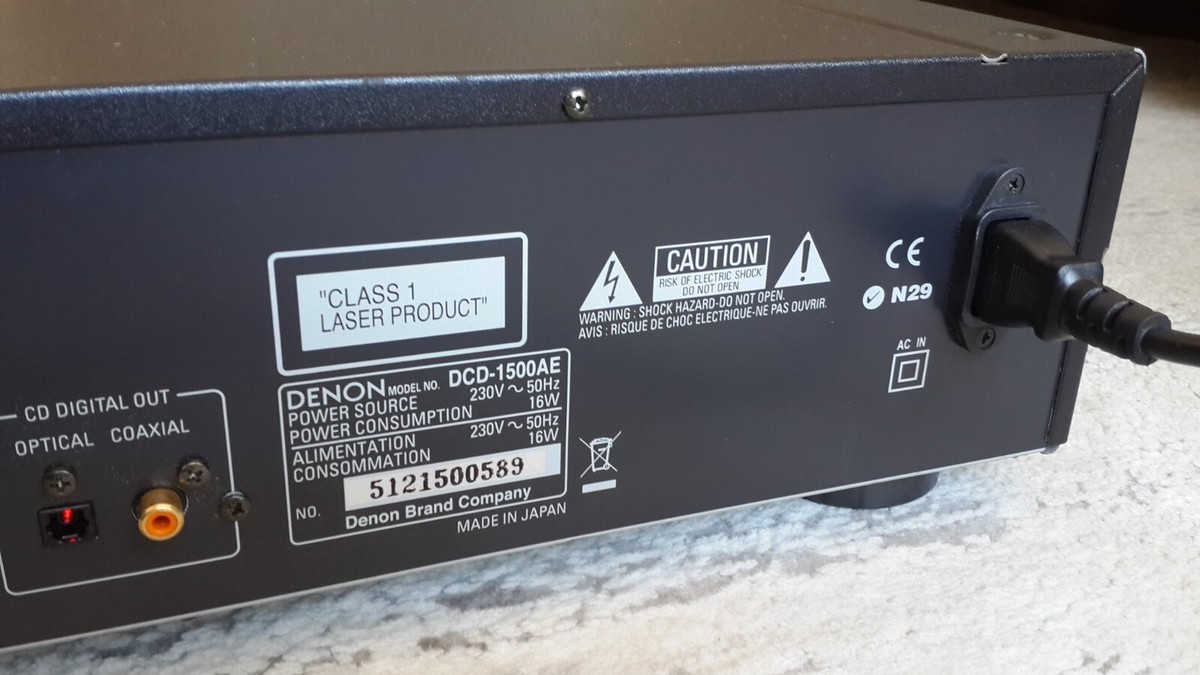 "CLASS 1
LASER PRODUCT"
CAUTION
RISK OF ELECTRIC SHOCK
DO NOT OPEN
WARNING : SHOCK HAZARD-DO NOT OPEN.
AVIS : RISQUE DE CHOC ELECTRIQUE-NE PAS OUVRIR.
CE
N29
AC IN
CD DIGITAL OUT
OPTICAL COAXIAL
DENON MODEL NO. DCD-1500AE
POWER SOURCE 230V ~ 50Hz
POWER CONSUMPTION 16W
ALIMENTATION 230V ~ 50Hz
CONSOMMATION 16W
NO. 5121500589
Denon Brand Company
MADE IN JAPAN